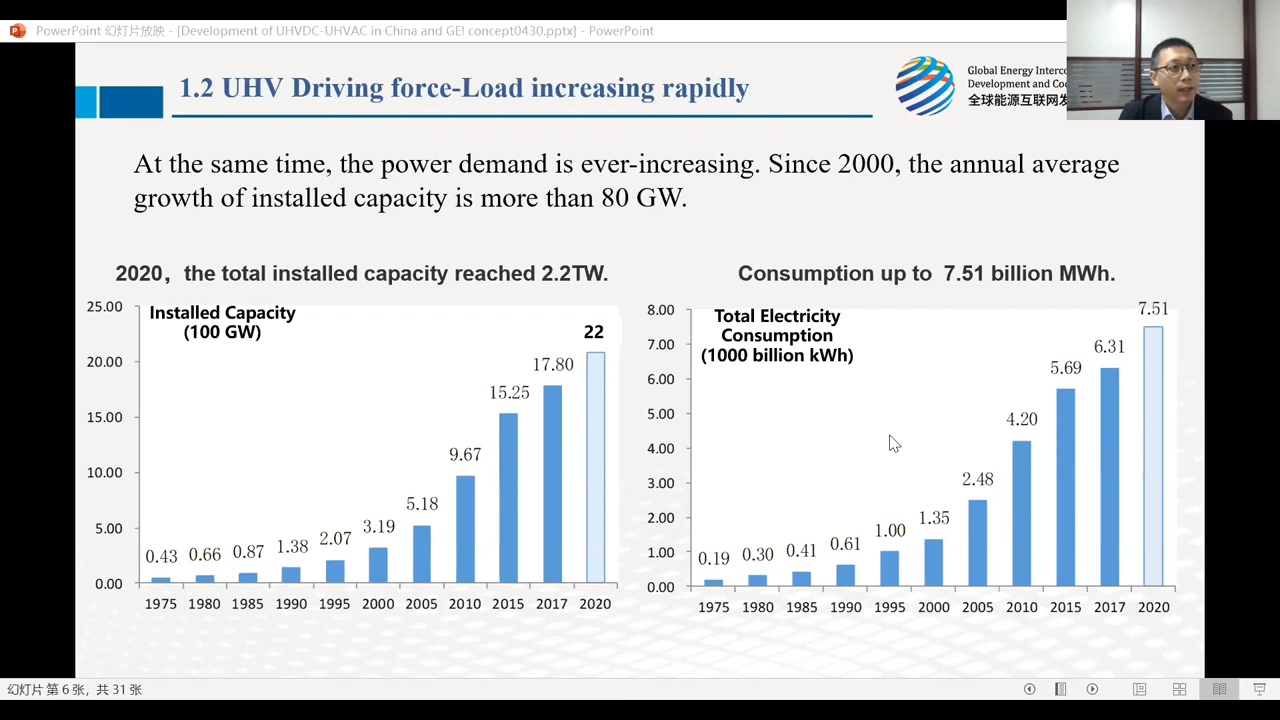 PowerPoint 幻灯片放映 - [Development of UHVDC-UHVAC in China and GEI concept0430.pptx] - PowerPoint
1.2 UHV Driving force-Load increasing rapidly
Global Energy
Development and
全球能源互联网发
At the same time, the power demand is ever-increasing. Since 2000, the annual average
growth of installed capacity is more than 80 GW.
2020，the total installed capacity reached 2.2TW.
Installed Capacity
(100 GW)
25.00
20.00
15.00
10.00
5.00
0.00
0.43 0.66 0.87 1.38 2.07 3.19 5.18 9.67 15.25 17.80 22
1975 1980 1985 1990 1995 2000 2005 2010 2015 2017 2020
Consumption up to 7.51 billion MWh.
Total Electricity
Consumption
(1000 billion kWh)
8.00
7.00
6.00
5.00
4.00
3.00
2.00
1.00
0.00
0.19 0.30 0.41 0.61 1.00 1.35 2.48 4.20 5.69 6.31 7.51
1975 1980 1985 1990 1995 2000 2005 2010 2015 2017 2020
幻灯片 第 6 张，共 31 张